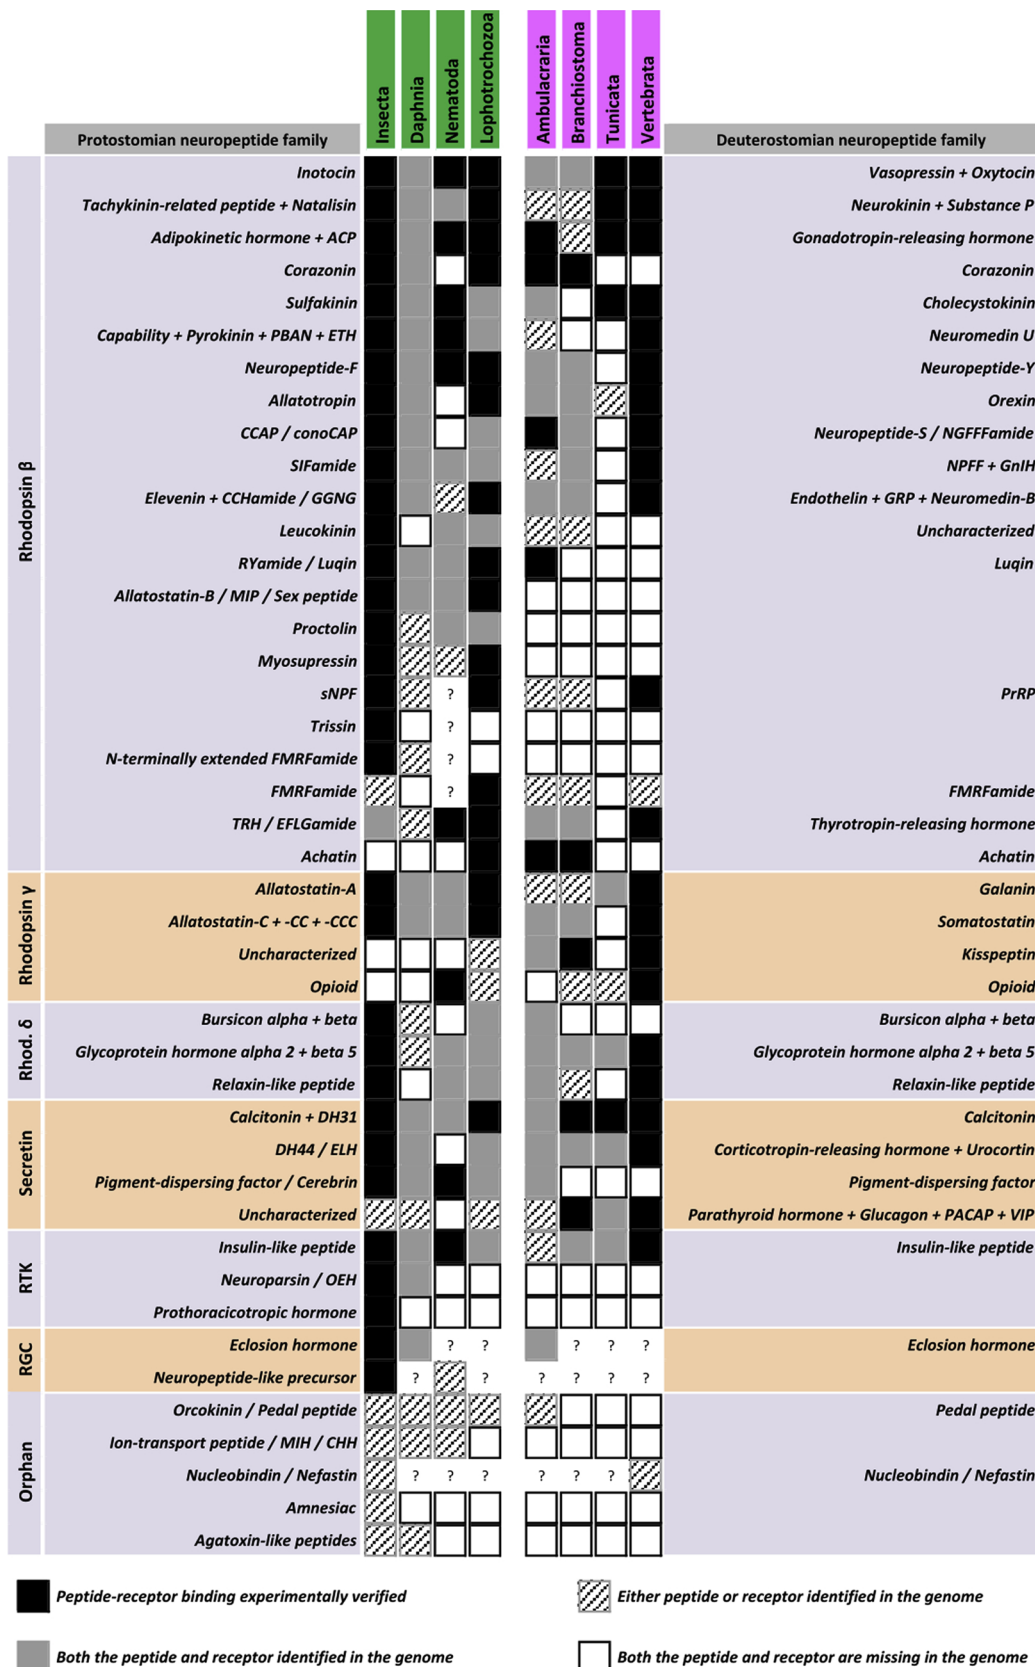 Insecta
Daphnia
Nematoda
Lophotrochozoa
Ambulacraria
Branchiostoma
Tunicata
Vertebrata
Protostomian neuropeptide family
Deuterostomian neuropeptide family
Rhodopsin β
Inotocin
Vasopressin + Oxytocin
Tachykinin-related peptide + Natalisin
Neurokinin + Substance P
Adipokinetic hormone + ACP
Gonadotropin-releasing hormone
Corazonin
Corazonin
Sulfakinin
Cholecystokinin
Capability + Pyrokinin + PBAN + ETH
Neuromedin U
Neuropeptide-F
Neuropeptide-Y
Allatotropin
Orexin
CCAP / conoCAP
Neuropeptide-S / NGFFFamide
SIFamide
NPFF + GnIH
Elevenin + CCHamide / GGNG
Endothelin + GRP + Neuromedin-B
Leucokinin
Uncharacterized
RYamide / Luqin
Luqin
Allatostatin-B / MIP / Sex peptide
Proctolin
Myosupressin
sNPF
?
PrRP
Trissin
?
N-terminally extended FMRFamide
?
FMRFamide
?
FMRFamide
TRH / EFLGamide
Thyrotropin-releasing hormone
Achatin
Achatin
Rhodopsin γ
Allatostatin-A
Galanin
Allatostatin-C + -CC + -CCC
Somatostatin
Uncharacterized
Kisspeptin
Opioid
Opioid
Rhod. δ
Bursicon alpha + beta
Bursicon alpha + beta
Glycoprotein hormone alpha 2 + beta 5
Glycoprotein hormone alpha 2 + beta 5
Relaxin-like peptide
Relaxin-like peptide
Secretin
Calcitonin + DH31
Calcitonin
DH44 / ELH
Corticotropin-releasing hormone + Urocortin
Pigment-dispersing factor / Cerebrin
Pigment-dispersing factor
Uncharacterized
Parathyroid hormone + Glucagon + PACAP + VIP
RTK
Insulin-like peptide
Insulin-like peptide
Neuroparsin / OEH
Prothoracicotropic hormone
RGC
Eclosion hormone
? ? ? ? ?
Eclosion hormone
Neuropeptide-like precursor
? ? ? ? ? ?
Orphan
Orcokinin / Pedal peptide
Pedal peptide
Ion-transport peptide / MIH / CHH
Nucleobindin / Nefastin
? ? ? ? ? ?
Nucleobindin / Nefastin
Amnesiac
Agatoxin-like peptides
Peptide-receptor binding experimentally verified
Either peptide or receptor identified in the genome
Both the peptide and receptor identified in the genome
Both the peptide and receptor are missing in the genome